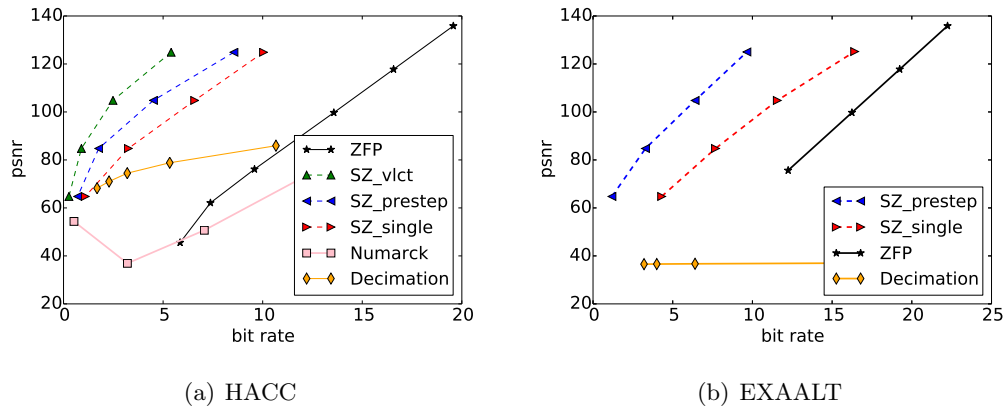 140
120
100
80
60
40
20
psnr
0
5
10
15
20
bit rate
ZFP
SZ_vlct
SZ_prestep
SZ_single
Numarck
Decimation
(a) HACC
140
120
100
80
60
40
20
psnr
0
5
10
15
20
25
bit rate
SZ_prestep
SZ_single
ZFP
Decimation
(b) EXAALT